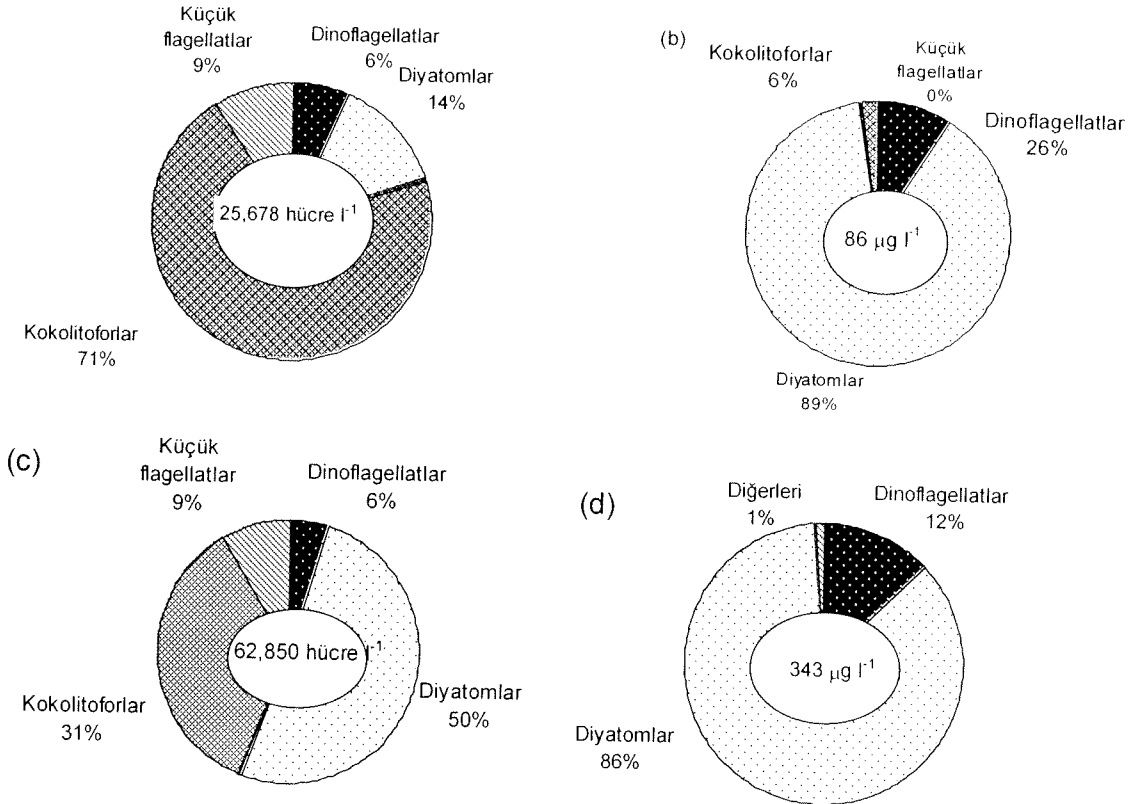 Küçük
flagellatlar
9%
Dinoflagellatlar
6%
Diyatomlar
14%
25,678 hücre l⁻¹
Kokolitoforlar
71%
(b)
Kokolitoforlar
6%
Küçük
flagellatlar
0%
Dinoflagellatlar
26%
86 µg l⁻¹
Diyatomlar
89%
(c)
Küçük
flagellatlar
9%
Dinoflagellatlar
6%
62,850 hücre l⁻¹
Kokolitoforlar
31%
Diyatomlar
50%
(d)
Diğerleri
1%
Dinoflagellatlar
12%
343 µg l⁻¹
Diyatomlar
86%